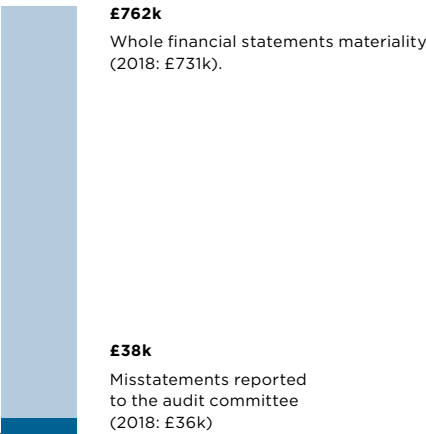 £762k
Whole financial statements materiality
(2018: £731k).
£38k
Misstatements reported
to the audit committee
(2018: £36k)